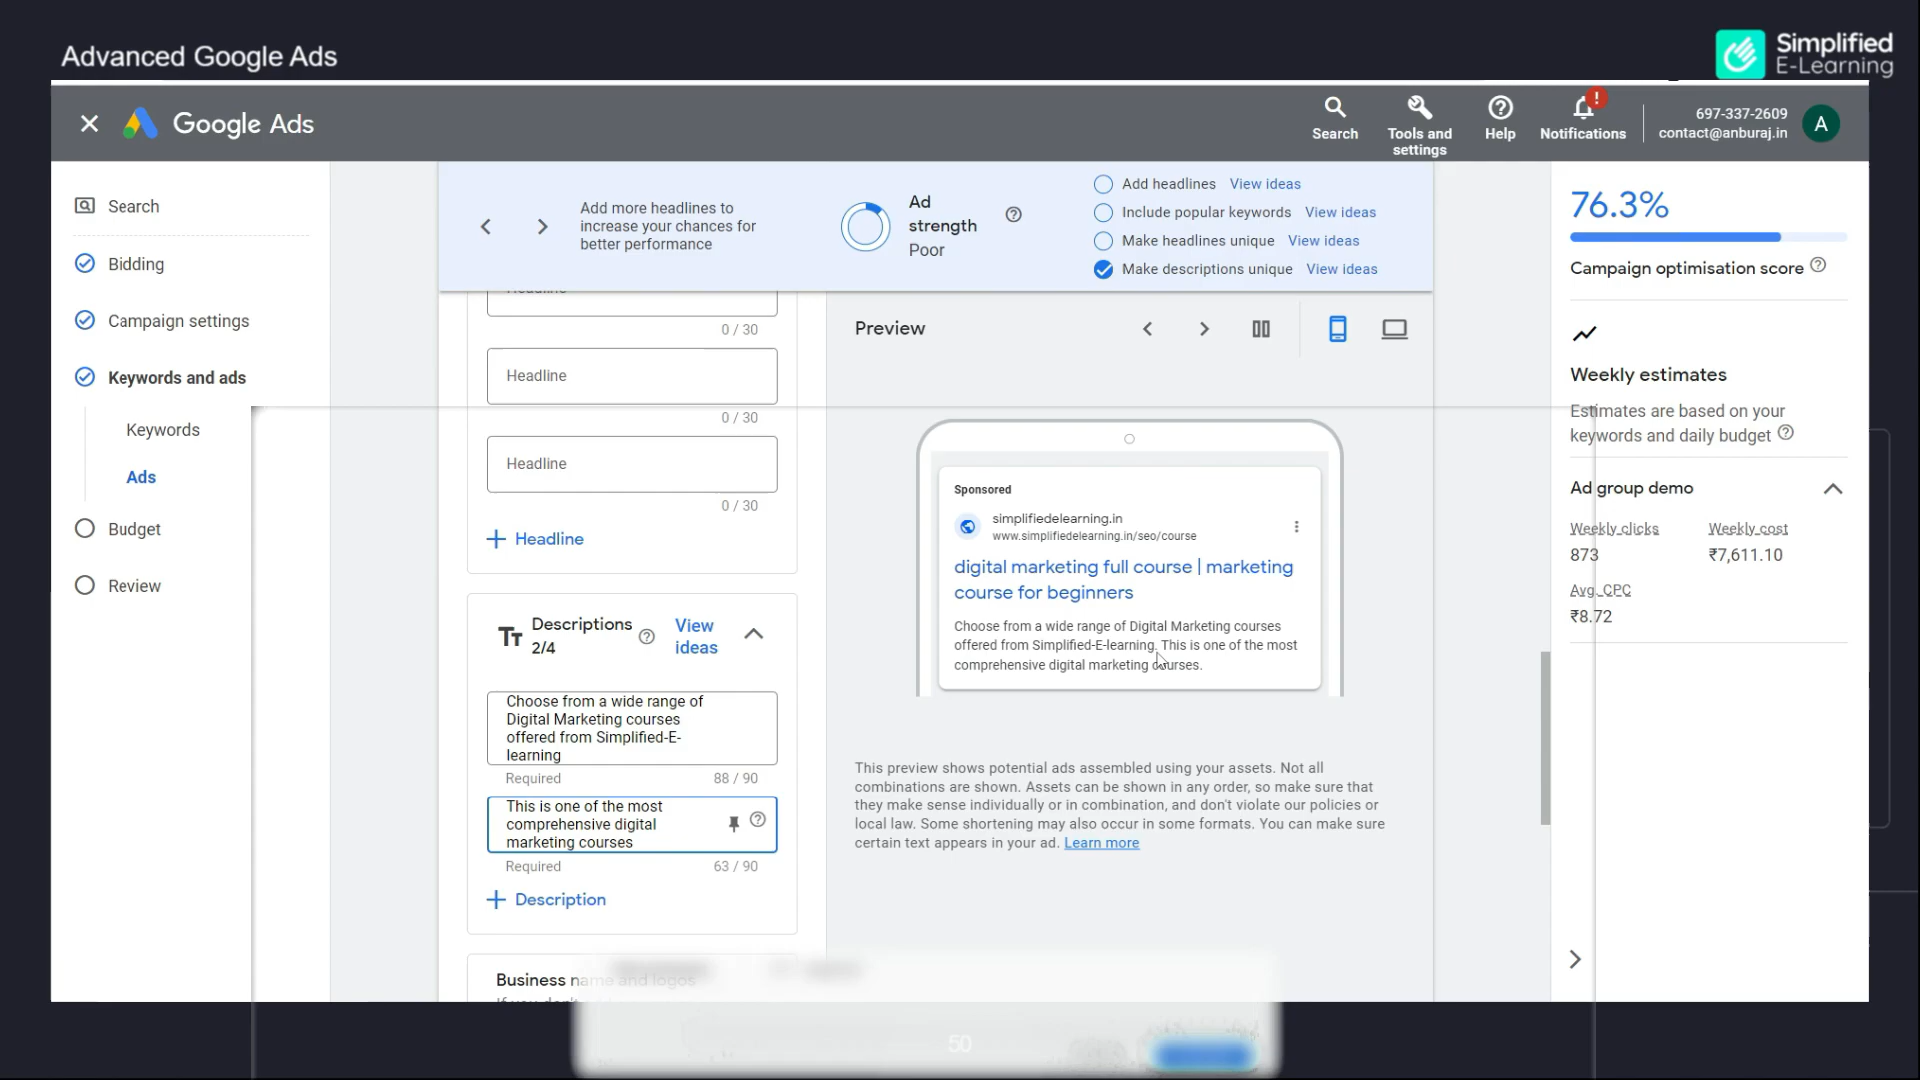 Advanced Google Ads
Simplified
E-Learning
Google Ads
Search
Tools and
settings
Help
Notifications
!
697-337-2609
contact@anburaj.in
A
Search
Bidding
Campaign settings
Keywords and ads
Keywords
Ads
Budget
Review
Add more headlines to
increase your chances for
better performance
Ad
strength
Poor
Add headlines View ideas
Include popular keywords View ideas
Make headlines unique View ideas
Make descriptions unique View ideas
0 / 30
Headline
0 / 30
Headline
0 / 30
+ Headline
Descriptions
2/4
View
ideas
Choose from a wide range of
Digital Marketing courses
offered from Simplified-E-
learning
Required 88 / 90
This is one of the most
comprehensive digital
marketing courses
Required 63 / 90
+ Description
Business name and logos
Preview
Sponsored
simplifiedelearning.in
www.simplifiedelearning.in/seo/course
digital marketing full course | marketing
course for beginners
Choose from a wide range of Digital Marketing courses
offered from Simplified-E-learning. This is one of the most
comprehensive digital marketing courses.
This preview shows potential ads assembled using your assets. Not all
combinations are shown. Assets can be shown in any order, so make sure that
they make sense individually or in combination, and don't violate our policies or
local law. Some shortening may also occur in some formats. You can make sure
certain text appears in your ad. Learn more
76.3%
Campaign optimisation score
Weekly estimates
Estimates are based on your
keywords and daily budget
Ad group demo
Weekly clicks Weekly cost
873 ₹7,611.10
Avg. CPC
₹8.72
50